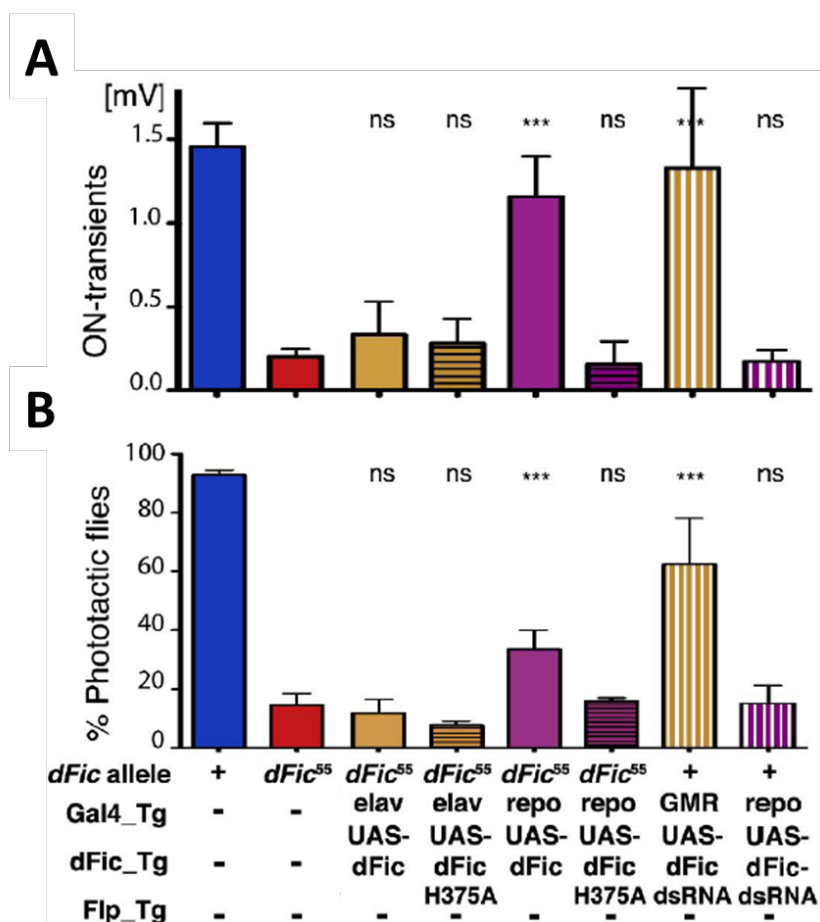 A
[mV]
ON-transients
1.5
1.0
0.5
0.0
ns ns *** ns *** ns
B
% Phototactic flies
100
80
60
40
20
0
ns ns *** ns *** ns
dFic allele + dFic⁵⁵ dFic⁵⁵ dFic⁵⁵ dFic⁵⁵ dFic⁵⁵ + +
Gal4_Tg - - elav elav repo repo GMR repo
UAS- UAS- UAS- UAS- UAS- UAS-
dFic_Tg - - dFic dFic dFic dFic dFic dFic-
H375A H375A dsRNA dsRNA
Flp_Tg - - - - - - - -